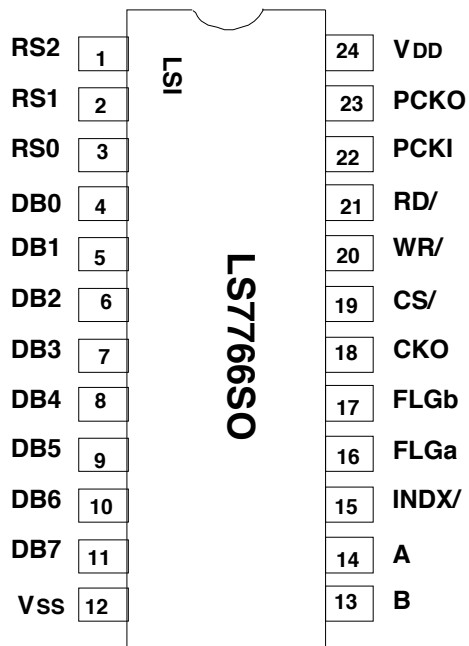 RS2 1 24 VDD
RS1 2 LSI 23 PCKO
RS0 3 22 PCKI
DB0 4 21 RD/
DB1 5 20 WR/
DB2 6 19 CS/
DB3 7 LS7766SO 18 CKO
DB4 8 17 FLGb
DB5 9 16 FLGa
DB6 10 15 INDX/
DB7 11 14 A
VSS 12 13 B